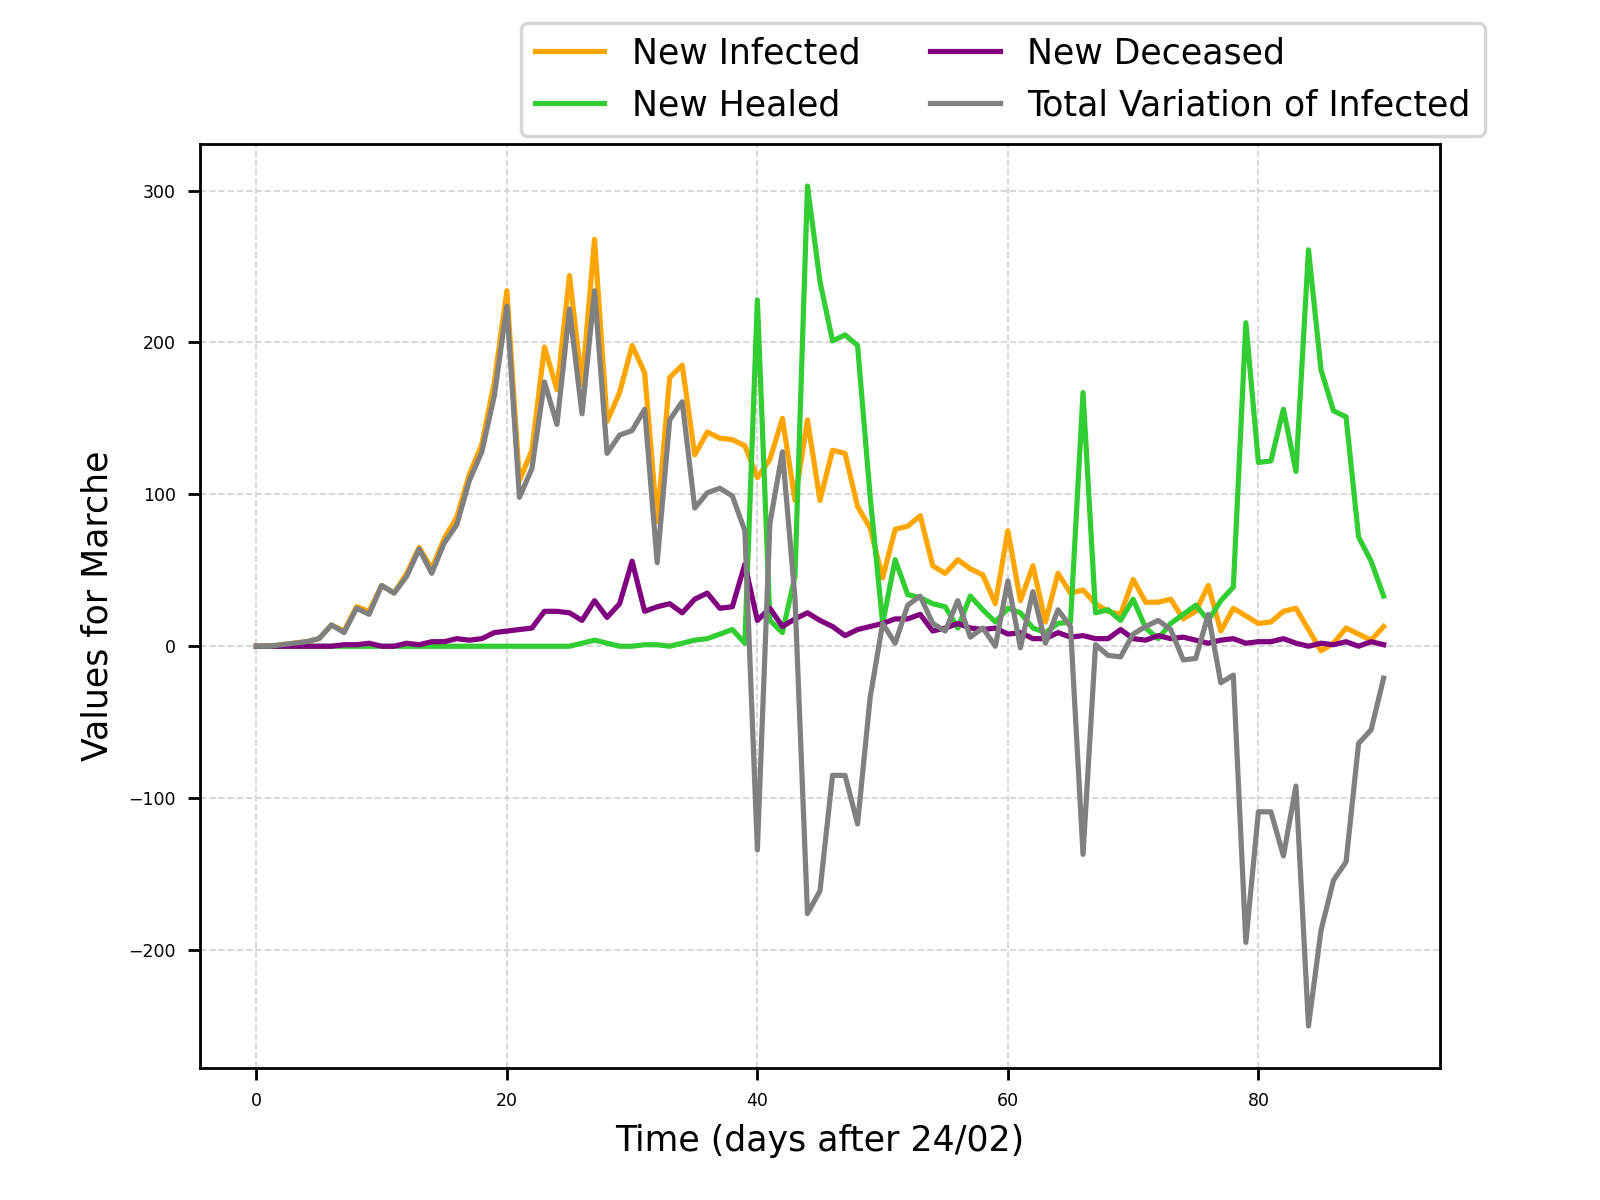 New Infected
New Healed
New Deceased
Total Variation of Infected
300
200
100
0
−100
−200
Values for Marche
0 20 40 60 80
Time (days after 24/02)